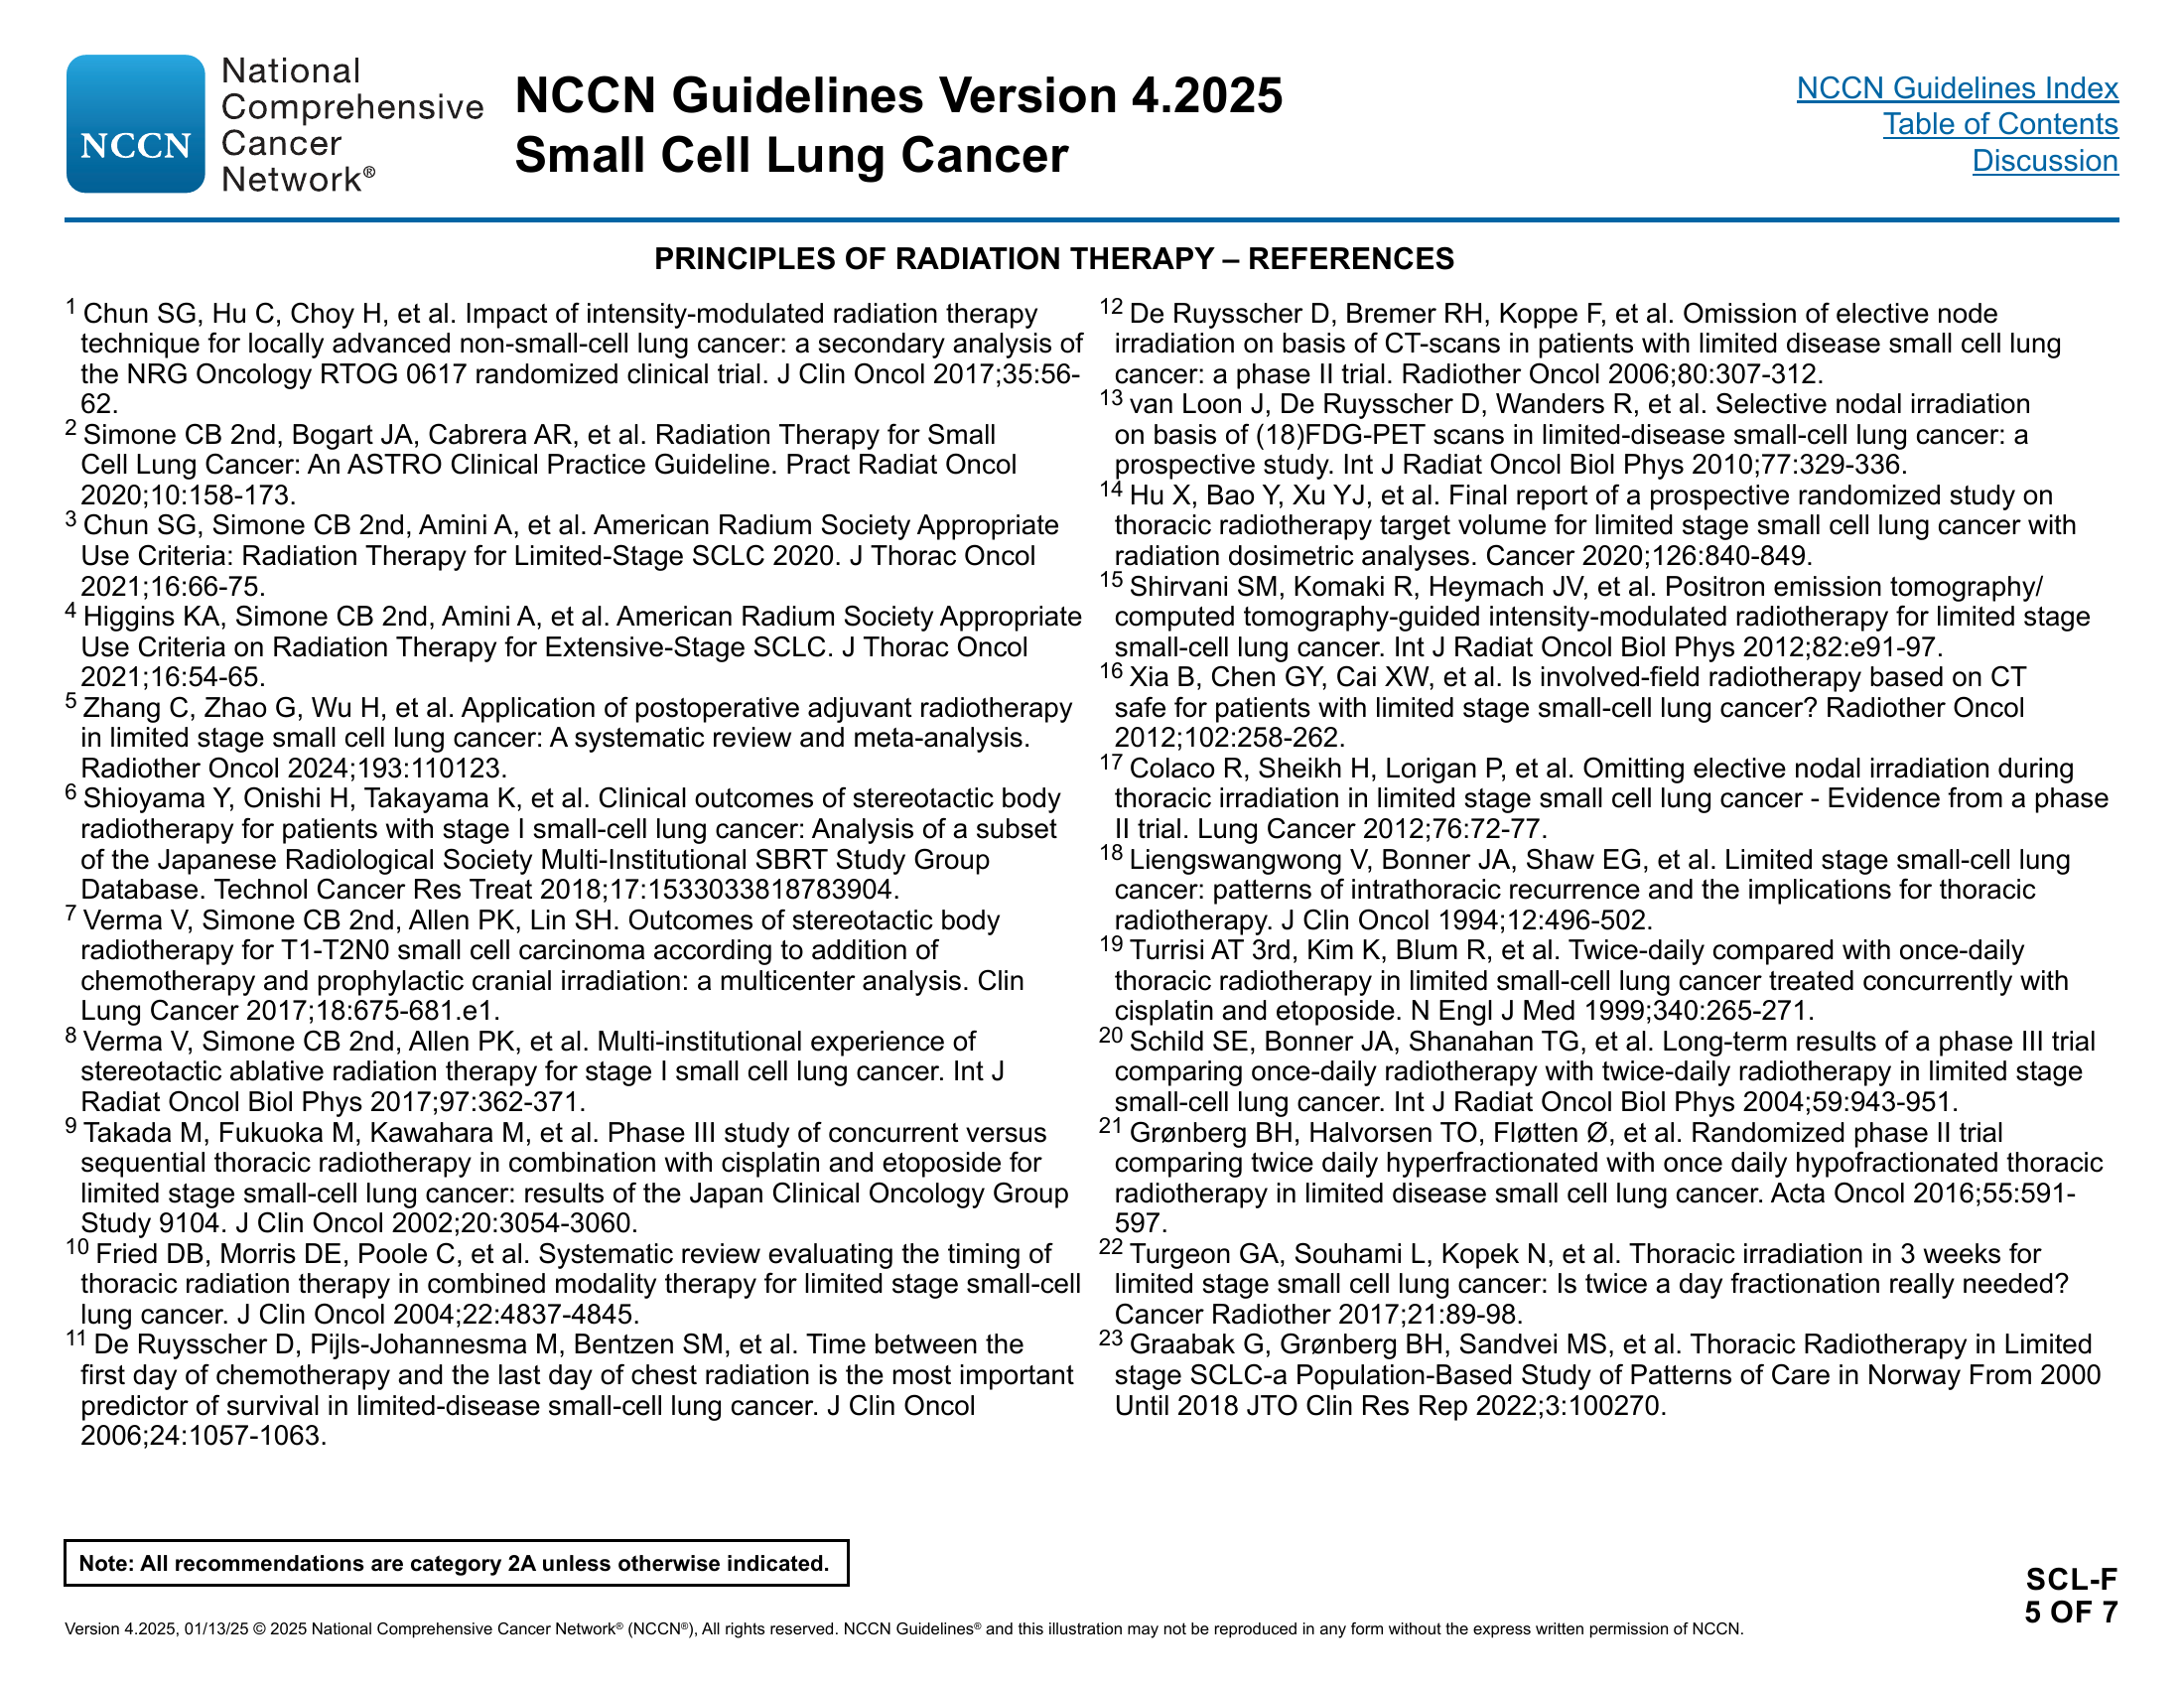 NCCN
National
Comprehensive
Cancer
Network®
NCCN Guidelines Version 4.2025
Small Cell Lung Cancer
NCCN Guidelines Index
Table of Contents
Discussion
PRINCIPLES OF RADIATION THERAPY – REFERENCES
1 Chun SG, Hu C, Choy H, et al. Impact of intensity-modulated radiation therapy
technique for locally advanced non-small-cell lung cancer: a secondary analysis of
the NRG Oncology RTOG 0617 randomized clinical trial. J Clin Oncol 2017;35:56-
62.
2 Simone CB 2nd, Bogart JA, Cabrera AR, et al. Radiation Therapy for Small
Cell Lung Cancer: An ASTRO Clinical Practice Guideline. Pract Radiat Oncol
2020;10:158-173.
3 Chun SG, Simone CB 2nd, Amini A, et al. American Radium Society Appropriate
Use Criteria: Radiation Therapy for Limited-Stage SCLC 2020. J Thorac Oncol
2021;16:66-75.
4 Higgins KA, Simone CB 2nd, Amini A, et al. American Radium Society Appropriate
Use Criteria on Radiation Therapy for Extensive-Stage SCLC. J Thorac Oncol
2021;16:54-65.
5 Zhang C, Zhao G, Wu H, et al. Application of postoperative adjuvant radiotherapy
in limited stage small cell lung cancer: A systematic review and meta-analysis.
Radiother Oncol 2024;193:110123.
6 Shioyama Y, Onishi H, Takayama K, et al. Clinical outcomes of stereotactic body
radiotherapy for patients with stage I small-cell lung cancer: Analysis of a subset
of the Japanese Radiological Society Multi-Institutional SBRT Study Group
Database. Technol Cancer Res Treat 2018;17:1533033818783904.
7 Verma V, Simone CB 2nd, Allen PK, Lin SH. Outcomes of stereotactic body
radiotherapy for T1-T2N0 small cell carcinoma according to addition of
chemotherapy and prophylactic cranial irradiation: a multicenter analysis. Clin
Lung Cancer 2017;18:675-681.e1.
8 Verma V, Simone CB 2nd, Allen PK, et al. Multi-institutional experience of
stereotactic ablative radiation therapy for stage I small cell lung cancer. Int J
Radiat Oncol Biol Phys 2017;97:362-371.
9 Takada M, Fukuoka M, Kawahara M, et al. Phase III study of concurrent versus
sequential thoracic radiotherapy in combination with cisplatin and etoposide for
limited stage small-cell lung cancer: results of the Japan Clinical Oncology Group
Study 9104. J Clin Oncol 2002;20:3054-3060.
10 Fried DB, Morris DE, Poole C, et al. Systematic review evaluating the timing of
thoracic radiation therapy in combined modality therapy for limited stage small-cell
lung cancer. J Clin Oncol 2004;22:4837-4845.
11 De Ruysscher D, Pijls-Johannesma M, Bentzen SM, et al. Time between the
first day of chemotherapy and the last day of chest radiation is the most important
predictor of survival in limited-disease small-cell lung cancer. J Clin Oncol
2006;24:1057-1063.
12 De Ruysscher D, Bremer RH, Koppe F, et al. Omission of elective node
irradiation on basis of CT-scans in patients with limited disease small cell lung
cancer: a phase II trial. Radiother Oncol 2006;80:307-312.
13 van Loon J, De Ruysscher D, Wanders R, et al. Selective nodal irradiation
on basis of (18)FDG-PET scans in limited-disease small-cell lung cancer: a
prospective study. Int J Radiat Oncol Biol Phys 2010;77:329-336.
14 Hu X, Bao Y, Xu YJ, et al. Final report of a prospective randomized study on
thoracic radiotherapy target volume for limited stage small cell lung cancer with
radiation dosimetric analyses. Cancer 2020;126:840-849.
15 Shirvani SM, Komaki R, Heymach JV, et al. Positron emission tomography/
computed tomography-guided intensity-modulated radiotherapy for limited stage
small-cell lung cancer. Int J Radiat Oncol Biol Phys 2012;82:e91-97.
16 Xia B, Chen GY, Cai XW, et al. Is involved-field radiotherapy based on CT
safe for patients with limited stage small-cell lung cancer? Radiother Oncol
2012;102:258-262.
17 Colaco R, Sheikh H, Lorigan P, et al. Omitting elective nodal irradiation during
thoracic irradiation in limited stage small cell lung cancer - Evidence from a phase
II trial. Lung Cancer 2012;76:72-77.
18 Liengswangwong V, Bonner JA, Shaw EG, et al. Limited stage small-cell lung
cancer: patterns of intrathoracic recurrence and the implications for thoracic
radiotherapy. J Clin Oncol 1994;12:496-502.
19 Turrisi AT 3rd, Kim K, Blum R, et al. Twice-daily compared with once-daily
thoracic radiotherapy in limited small-cell lung cancer treated concurrently with
cisplatin and etoposide. N Engl J Med 1999;340:265-271.
20 Schild SE, Bonner JA, Shanahan TG, et al. Long-term results of a phase III trial
comparing once-daily radiotherapy with twice-daily radiotherapy in limited stage
small-cell lung cancer. Int J Radiat Oncol Biol Phys 2004;59:943-951.
21 Grønberg BH, Halvorsen TO, Fløtten Ø, et al. Randomized phase II trial
comparing twice daily hyperfractionated with once daily hypofractionated thoracic
radiotherapy in limited disease small cell lung cancer. Acta Oncol 2016;55:591-
597.
22 Turgeon GA, Souhami L, Kopek N, et al. Thoracic irradiation in 3 weeks for
limited stage small cell lung cancer: Is twice a day fractionation really needed?
Cancer Radiother 2017;21:89-98.
23 Graabak G, Grønberg BH, Sandvei MS, et al. Thoracic Radiotherapy in Limited
stage SCLC-a Population-Based Study of Patterns of Care in Norway From 2000
Until 2018 JTO Clin Res Rep 2022;3:100270.
Note: All recommendations are category 2A unless otherwise indicated.
SCL-F
5 OF 7
Version 4.2025, 01/13/25 © 2025 National Comprehensive Cancer Network® (NCCN®), All rights reserved. NCCN Guidelines® and this illustration may not be reproduced in any form without the express written permission of NCCN.